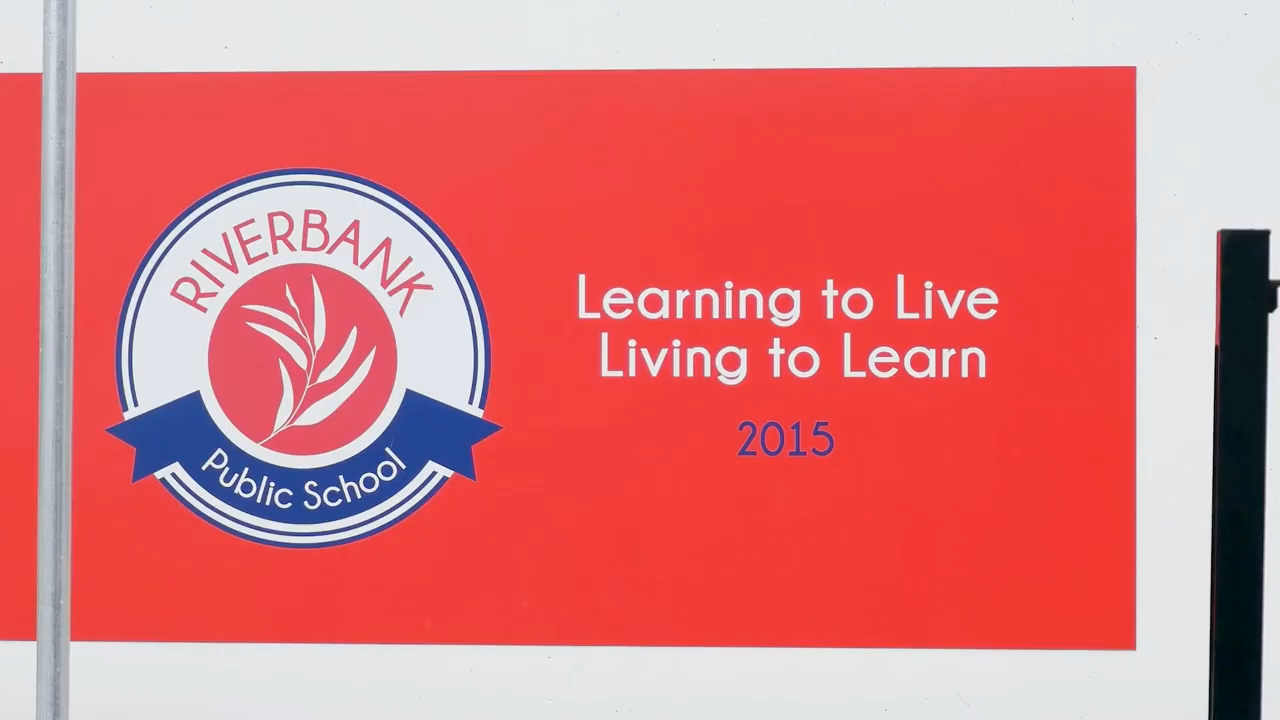 RIVERBANK
Public School
Learning to Live
Living to Learn
2015